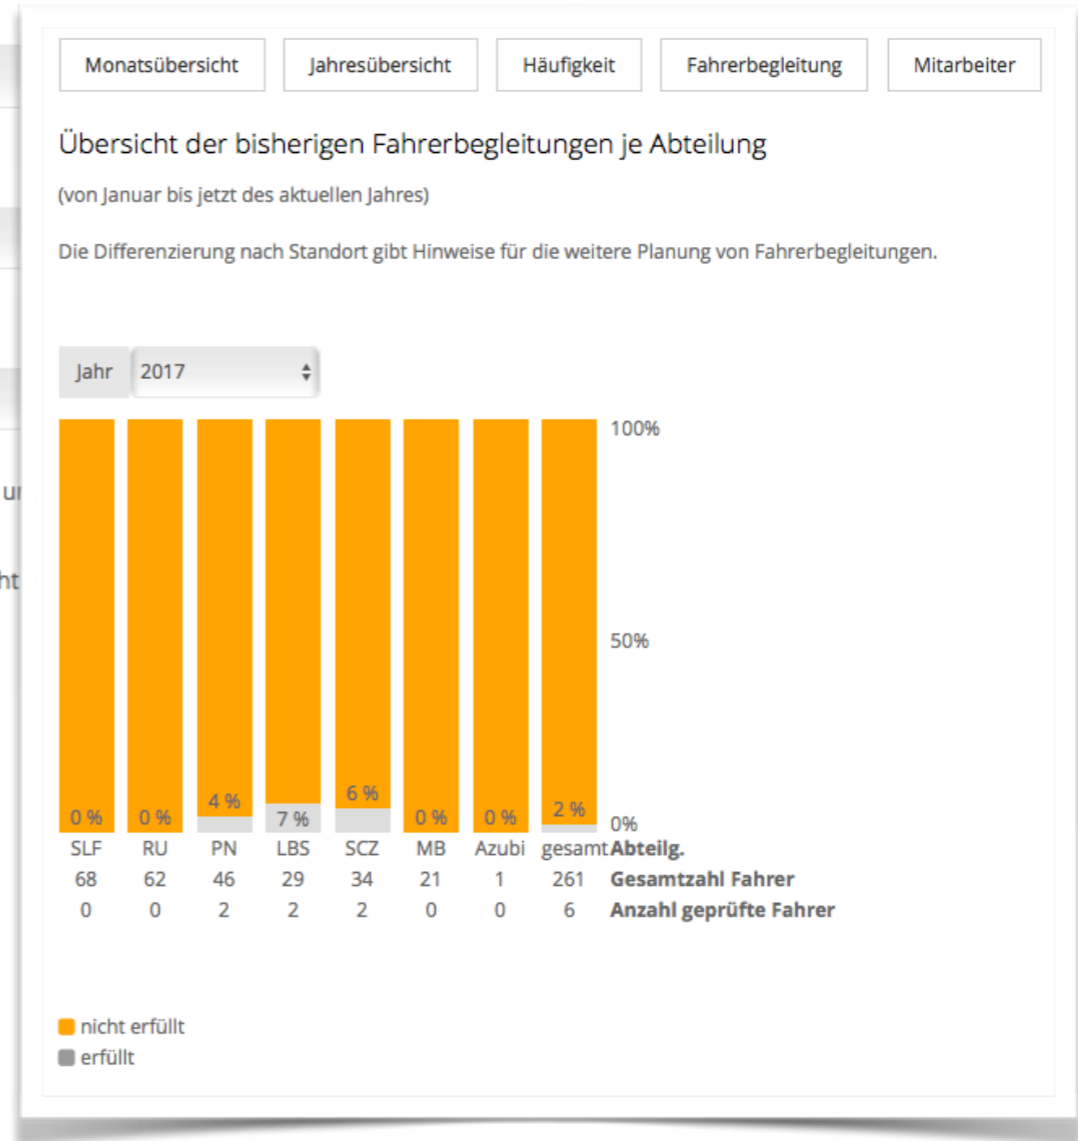 Monatsübersicht Jahresübersicht Häufigkeit Fahrerbegleitung Mitarbeiter
Übersicht der bisherigen Fahrerbegleitungen je Abteilung
(von Januar bis jetzt des aktuellen Jahres)
Die Differenzierung nach Standort gibt Hinweise für die weitere Planung von Fahrerbegleitungen.
Jahr 2017
100%
50%
0 % 0 % 4 % 7 % 6 % 0 % 0 % 2 % 0%
SLF RU PN LBS SCZ MB Azubi gesamt Abteilg.
68 62 46 29 34 21 1 261 Gesamtzahl Fahrer
0 0 2 2 2 0 0 6 Anzahl geprüfte Fahrer
nicht erfüllt
erfüllt